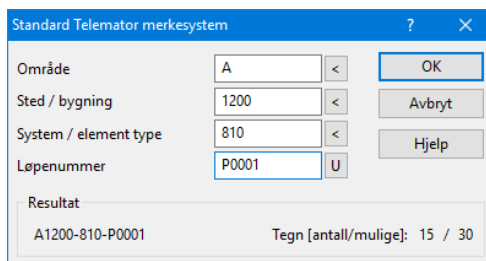 Standard Telemator merkesystem ? ×
Område A < OK
Sted / bygning 1200 < Avbryt
System / element type 810 < Hjelp
Løpenummer P0001 U
Resultat
A1200-810-P0001 Tegn [antall/mulige]: 15 / 30